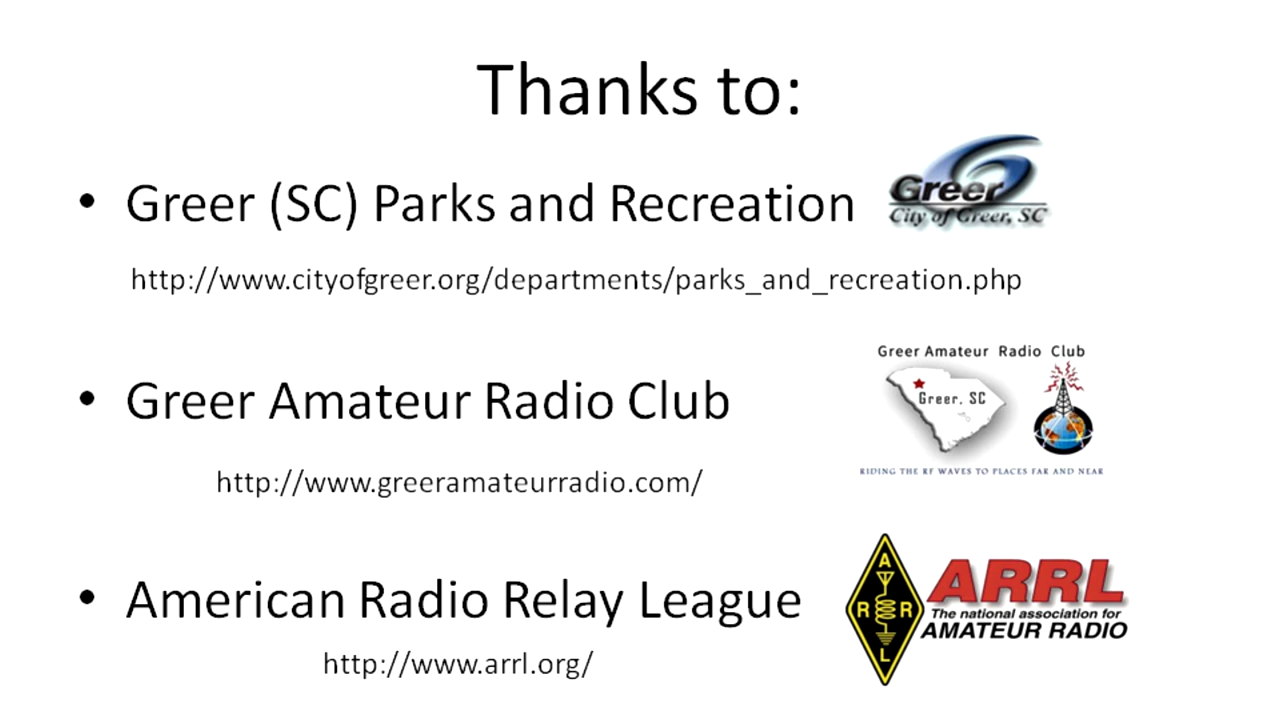 Thanks to:
• Greer (SC) Parks and Recreation
Greer
City of Greer, SC
http://www.cityofgreer.org/departments/parks_and_recreation.php
Greer Amateur Radio Club
• Greer Amateur Radio Club
Greer, SC
RIDING THE RF WAVES TO PLACES FAR AND NEAR
http://www.greeramateurradio.com/
• American Radio Relay League
A
R R
L
ARRL
The national association for
AMATEUR RADIO
http://www.arrl.org/